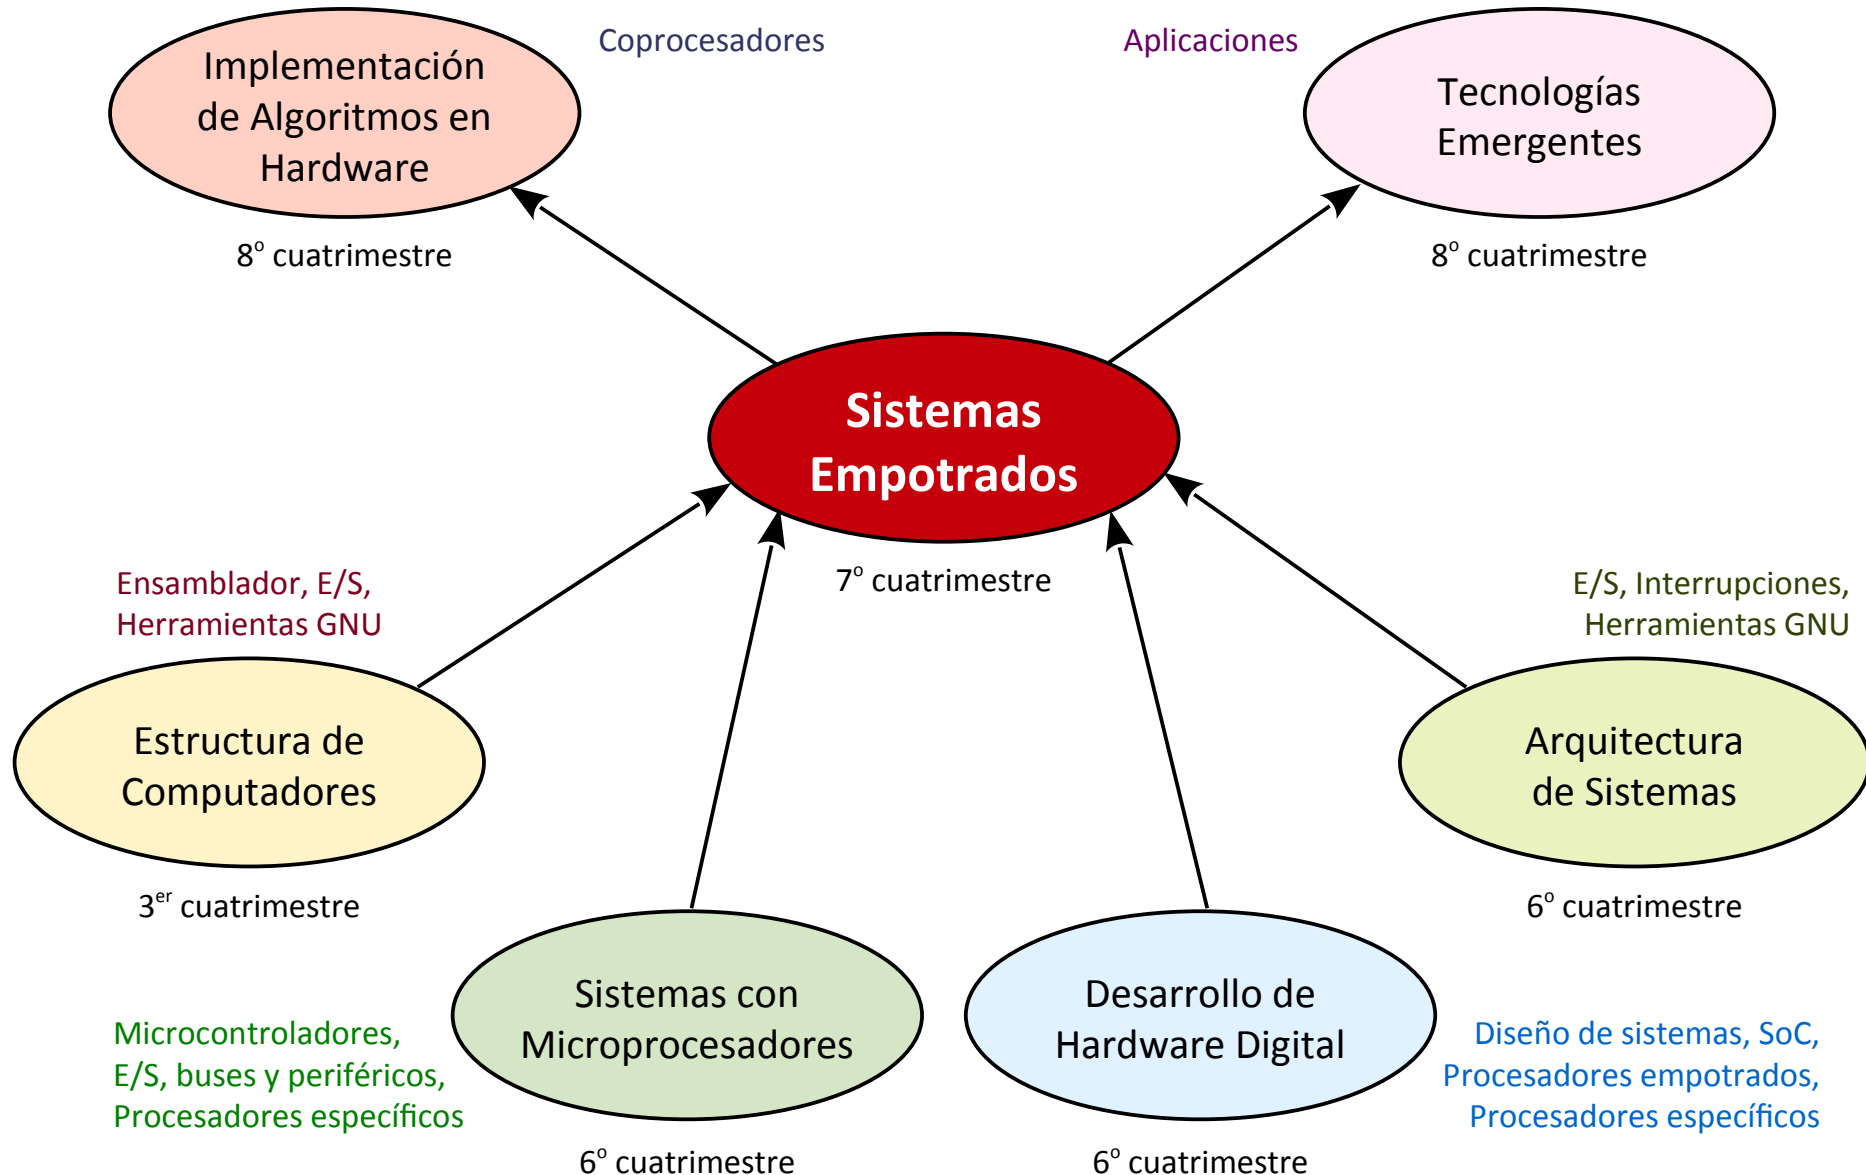 Implementación
de Algoritmos en
Hardware
8º cuatrimestre
Coprocesadores
Aplicaciones
Tecnologías
Emergentes
8º cuatrimestre
Sistemas
Empotrados
7º cuatrimestre
Ensamblador, E/S,
Herramientas GNU
Estructura de
Computadores
3er cuatrimestre
E/S, Interrupciones,
Herramientas GNU
Arquitectura
de Sistemas
6º cuatrimestre
Microcontroladores,
E/S, buses y periféricos,
Procesadores específicos
Sistemas con
Microprocesadores
6º cuatrimestre
Desarrollo de
Hardware Digital
6º cuatrimestre
Diseño de sistemas, SoC,
Procesadores empotrados,
Procesadores específicos